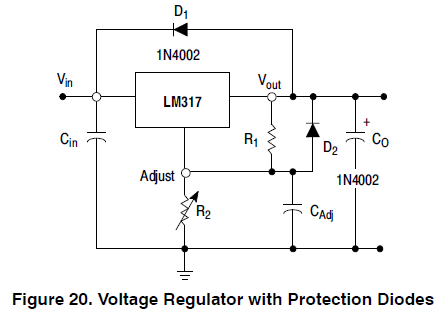 D1
1N4002
Vin
Vout
LM317
Cin
R1
D2
+
CO
Adjust
1N4002
R2
CAdj
Figure 20. Voltage Regulator with Protection Diodes